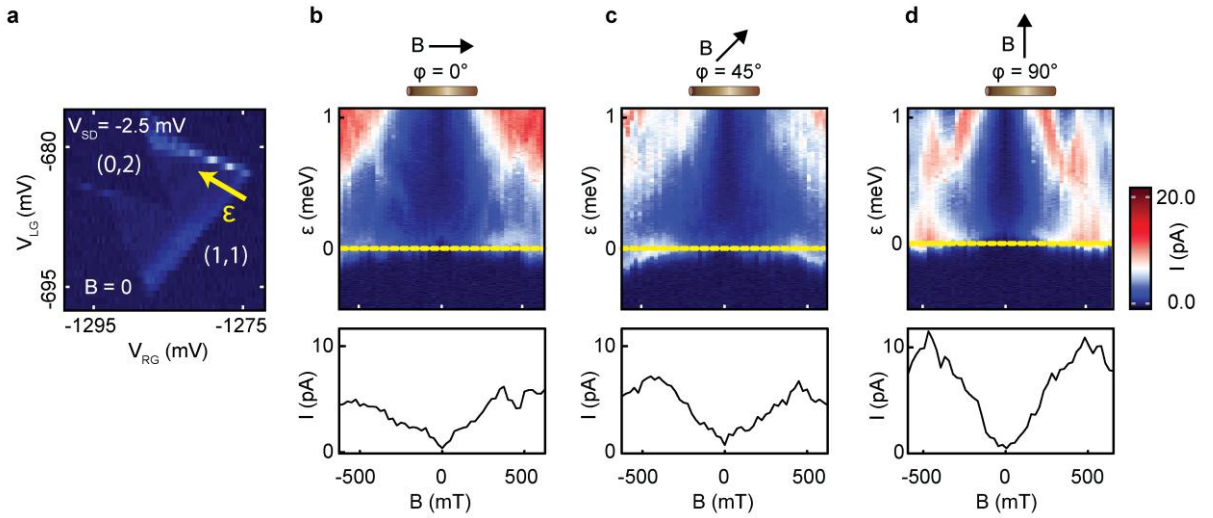 a
V_SD = -2.5 mV
(0,2)
ε
(1,1)
B = 0
-680
-695
V_LG (mV)
-1295
-1275
V_RG (mV)
b
B
φ = 0°
1
0
ε (meV)
10
0
I (pA)
-500
0
500
B (mT)
c
B
φ = 45°
1
0
ε (meV)
10
0
I (pA)
-500
0
500
B (mT)
d
B
φ = 90°
1
0
ε (meV)
10
0
I (pA)
-500
0
500
B (mT)
20.0
0.0
I (pA)